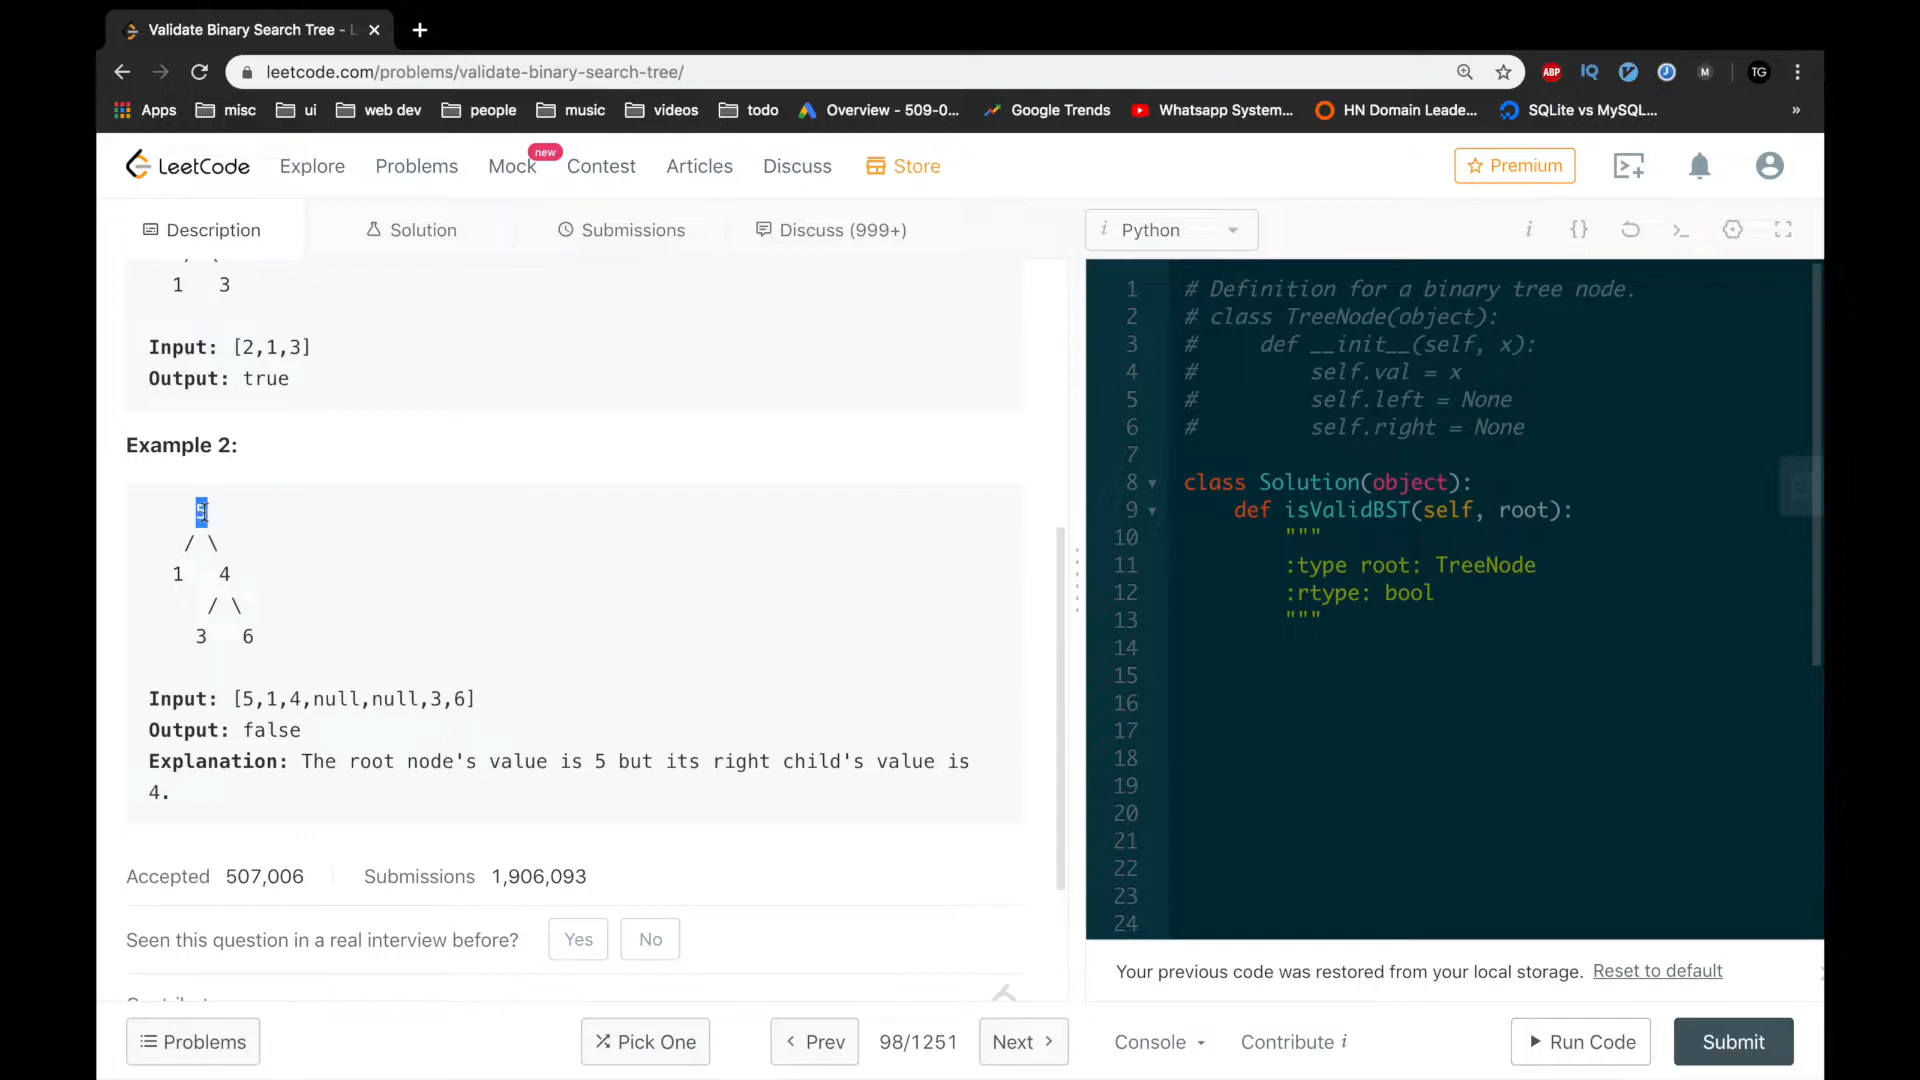 Validate Binary Search Tree - L
leetcode.com/problems/validate-binary-search-tree/
ABP
IQ
M
TG
Apps misc ui web dev people music videos todo Overview - 509-0... Google Trends Whatsapp System... HN Domain Leade... SQLite vs MySQL... »
LeetCode Explore Problems Mock new Contest Articles Discuss Store Premium
Description Solution Submissions Discuss (999+)
i Python
i {} >_
1 3
Input: [2,1,3]
Output: true
Example 2:
5
/ \
1 4
/ \
3 6
Input: [5,1,4,null,null,3,6]
Output: false
Explanation: The root node's value is 5 but its right child's value is
4.
Accepted 507,006 Submissions 1,906,093
Seen this question in a real interview before? Yes No
1 # Definition for a binary tree node.
2 # class TreeNode(object):
3 #     def __init__(self, x):
4 #         self.val = x
5 #         self.left = None
6 #         self.right = None
7
8 class Solution(object):
9     def isValidBST(self, root):
10         """
11         :type root: TreeNode
12         :rtype: bool
13         """
14
15
16
17
18
19
20
21
22
23
24
Your previous code was restored from your local storage. Reset to default
Problems Pick One < Prev 98/1251 Next > Console Contribute i Run Code Submit